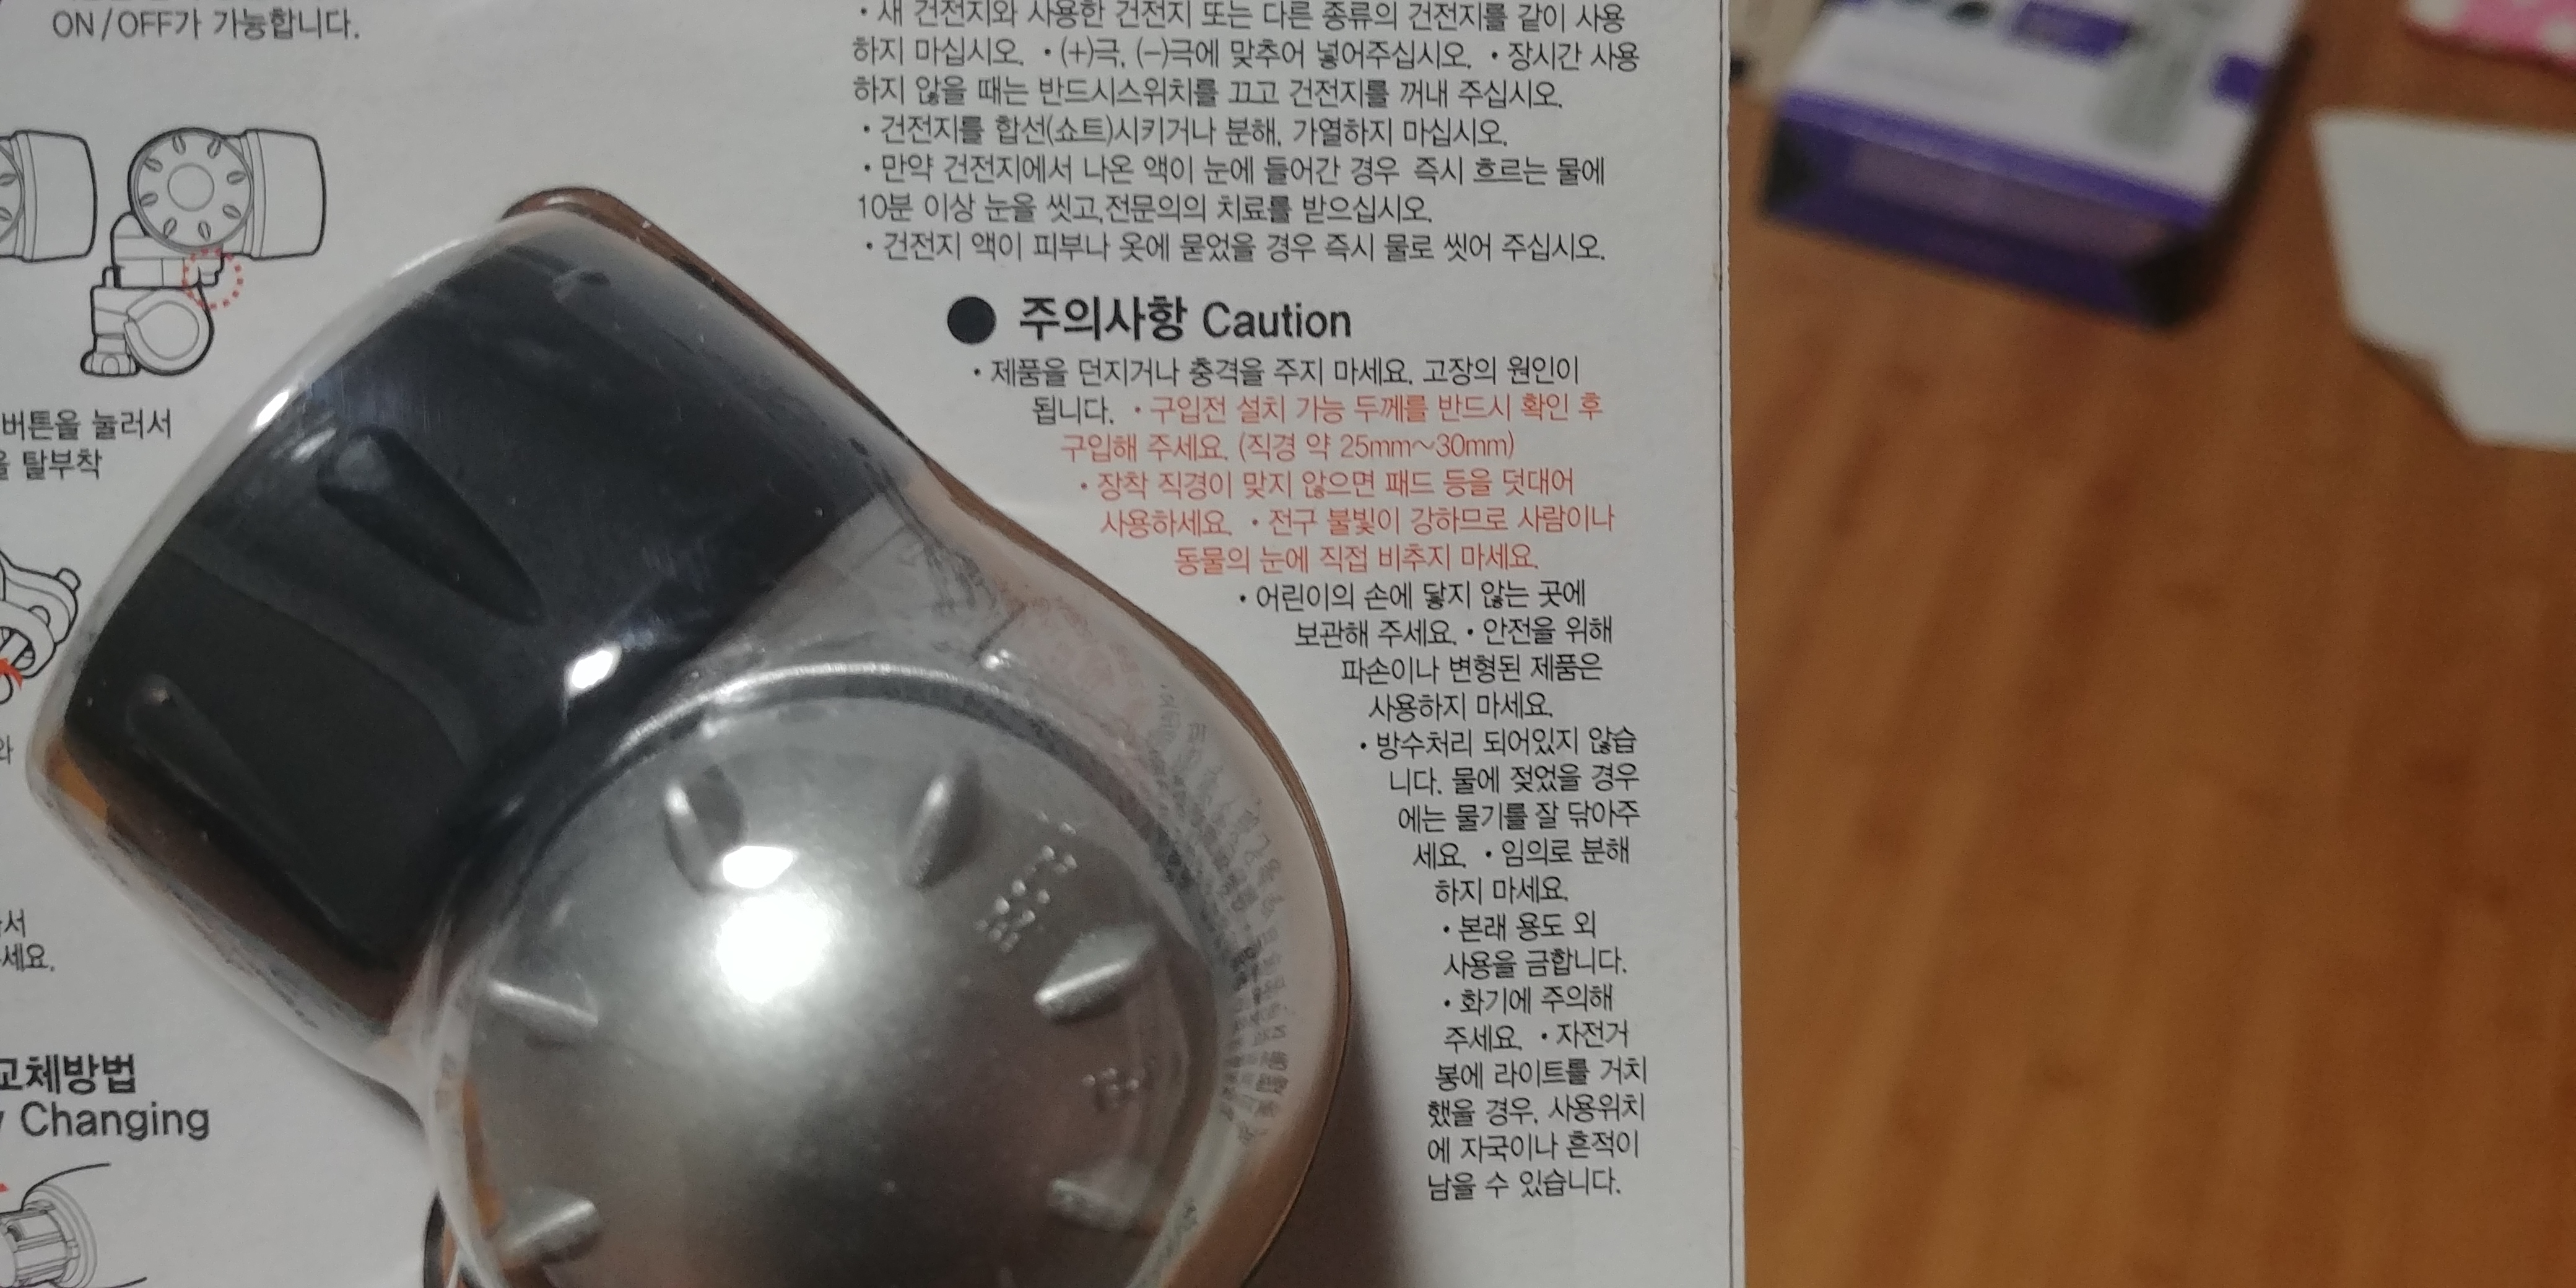 ON/OFF가 가능합니다.
버튼을 눌러서
탈부착
와
서
세요.
교체방법
Changing
• 새 건전지와 사용한 건전지 또는 다른 종류의 건전지를 같이 사용
하지 마십시오. • (+)극, (–)극에 맞추어 넣어주십시오. • 장시간 사용
하지 않을 때는 반드시스위치를 끄고 건전지를 꺼내 주십시오.
• 건전지를 합선(쇼트)시키거나 분해, 가열하지 마십시오.
• 만약 건전지에서 나온 액이 눈에 들어간 경우 즉시 흐르는 물에
10분 이상 눈을 씻고,전문의의 치료를 받으십시오.
• 건전지 액이 피부나 옷에 묻었을 경우 즉시 물로 씻어 주십시오.
● 주의사항 Caution
• 제품을 던지거나 충격을 주지 마세요. 고장의 원인이
됩니다. • 구입전 설치 가능 두께를 반드시 확인 후
구입해 주세요. (직경 약 25mm~30mm)
• 장착 직경이 맞지 않으면 패드 등을 덧대어
사용하세요. • 전구 불빛이 강하므로 사람이나
동물의 눈에 직접 비추지 마세요.
• 어린이의 손에 닿지 않는 곳에
보관해 주세요. • 안전을 위해
파손이나 변형된 제품은
사용하지 마세요.
• 방수처리 되어있지 않습
니다. 물에 젖었을 경우
에는 물기를 잘 닦아주
세요. • 임의로 분해
하지 마세요.
• 본래 용도 외
사용을 금합니다.
• 화기에 주의해
주세요. • 자전거
봉에 라이트를 거치
했을 경우, 사용위치
에 자국이나 흔적이
남을 수 있습니다.